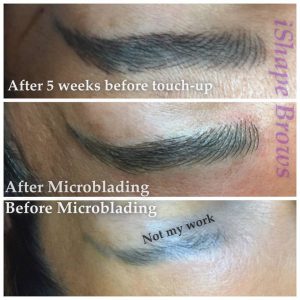 After 5 weeks before touch-up
iShape Brows
After Microblading
Before Microblading
Not my work